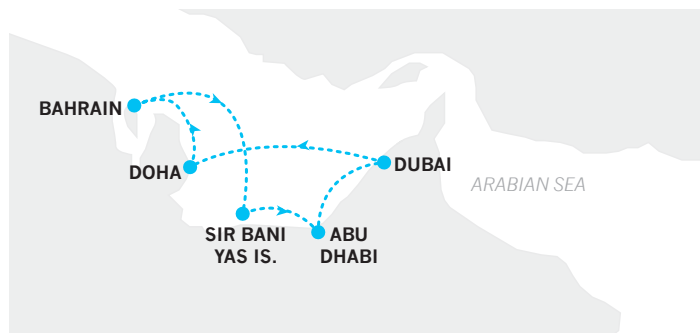 BAHRAIN
DOHA
DUBAI
ARABIAN SEA
SIR BANI
YAS IS.
ABU
DHABI